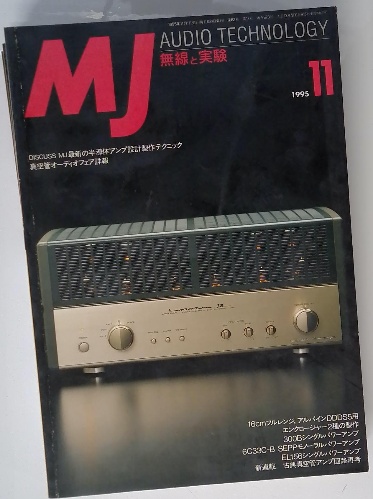 MJ
AUDIO TECHNOLOGY
無線と実験
1995 11
DISCUSS MJ最新の半導体アンプ設計製作テクニック
真空管オーディオフェア詳報
16cmフルレンジ、アルパインDDDS5用
エンクロージャー2種の製作
300Bシングルパワーアンプ
6C33C-B SEPPモノーラルパワーアンプ
EL156シングルパワーアンプ
新連載 古典真空管アンプ回路再考